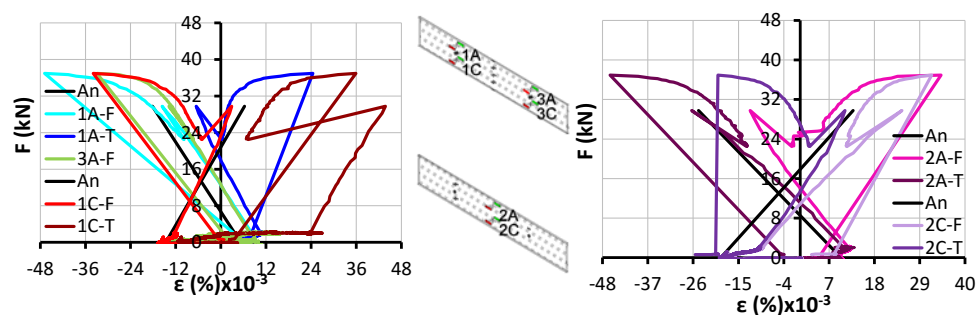 48
40
32
24
16
8
0
F (kN)
-48 -36 -24 -12 0 12 24 36 48
ε (%)x10-3
An
1A-F
1A-T
3A-F
An
1C-F
1C-T
1A
1C
3A
3C
2A
2C
48
40
32
24
16
8
0
F (kN)
-48 -37 -26 -15 -4 7 18 29 40
ε (%)x10-3
An
2A-F
2A-T
An
2C-F
2C-T